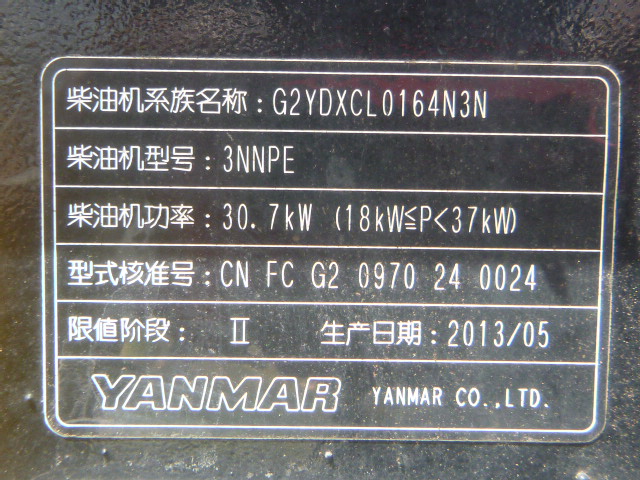 柴油机系族名称：G2YDXCL0164N3N
柴油机型号：3NNPE
柴油机功率：30.7kW (18kW≦P<37kW)
型式核准号：CN FC G2 0970 24 0024
限值阶段： Ⅱ 生产日期：2013/05
YANMAR YANMAR CO.,LTD.